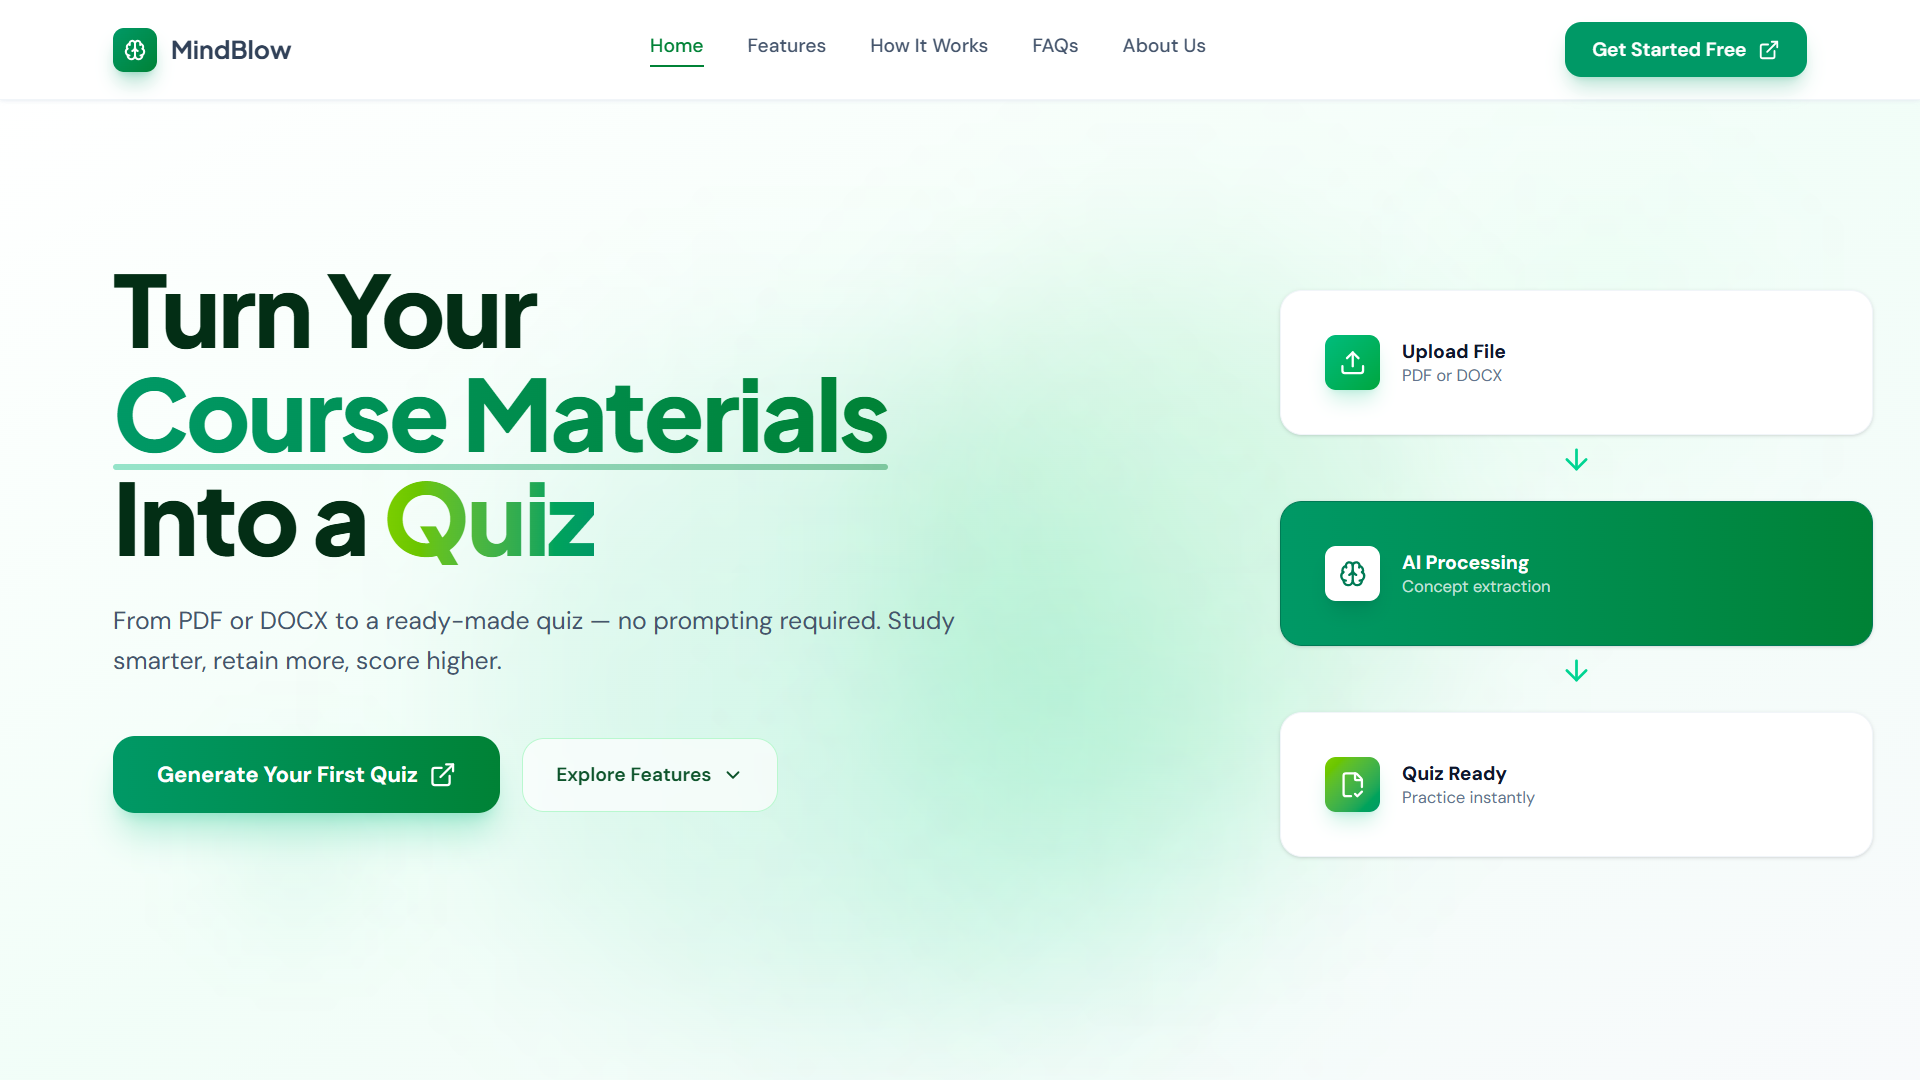 MindBlow
Home
Features
How It Works
FAQs
About Us
Get Started Free
Turn Your
Course Materials
Into a Quiz
From PDF or DOCX to a ready-made quiz — no prompting required. Study
smarter, retain more, score higher.
Generate Your First Quiz
Explore Features
Upload File
PDF or DOCX
AI Processing
Concept extraction
Quiz Ready
Practice instantly